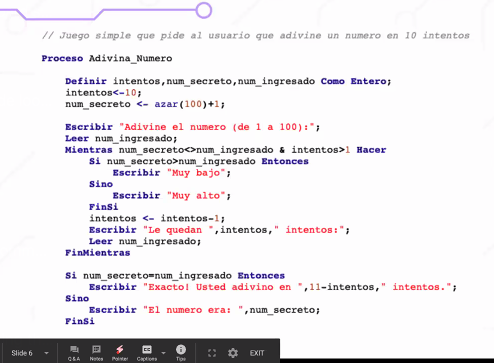 // Juego simple que pide al usuario que adivine un numero en 10 intentos
Proceso Adivina_Numero
Definir intentos,num_secreto,num_ingresado Como Entero;
intentos<-10;
num_secreto <- azar(100)+1;
Escribir "Adivine el numero (de 1 a 100):";
Leer num_ingresado;
Mientras num_secreto<>num_ingresado & intentos>1 Hacer
Si num_secreto>num_ingresado Entonces
Escribir "Muy bajo";
Sino
Escribir "Muy alto";
FinSi
intentos <- intentos-1;
Escribir "Le quedan ",intentos," intentos:";
Leer num_ingresado;
FinMientras
Si num_secreto=num_ingresado Entonces
Escribir "Exacto! Usted adivino en ",11-intentos," intentos.";
Sino
Escribir "El numero era: ",num_secreto;
FinSi
Slide 6 Q&A Notes Pointer Captions Tips EXIT